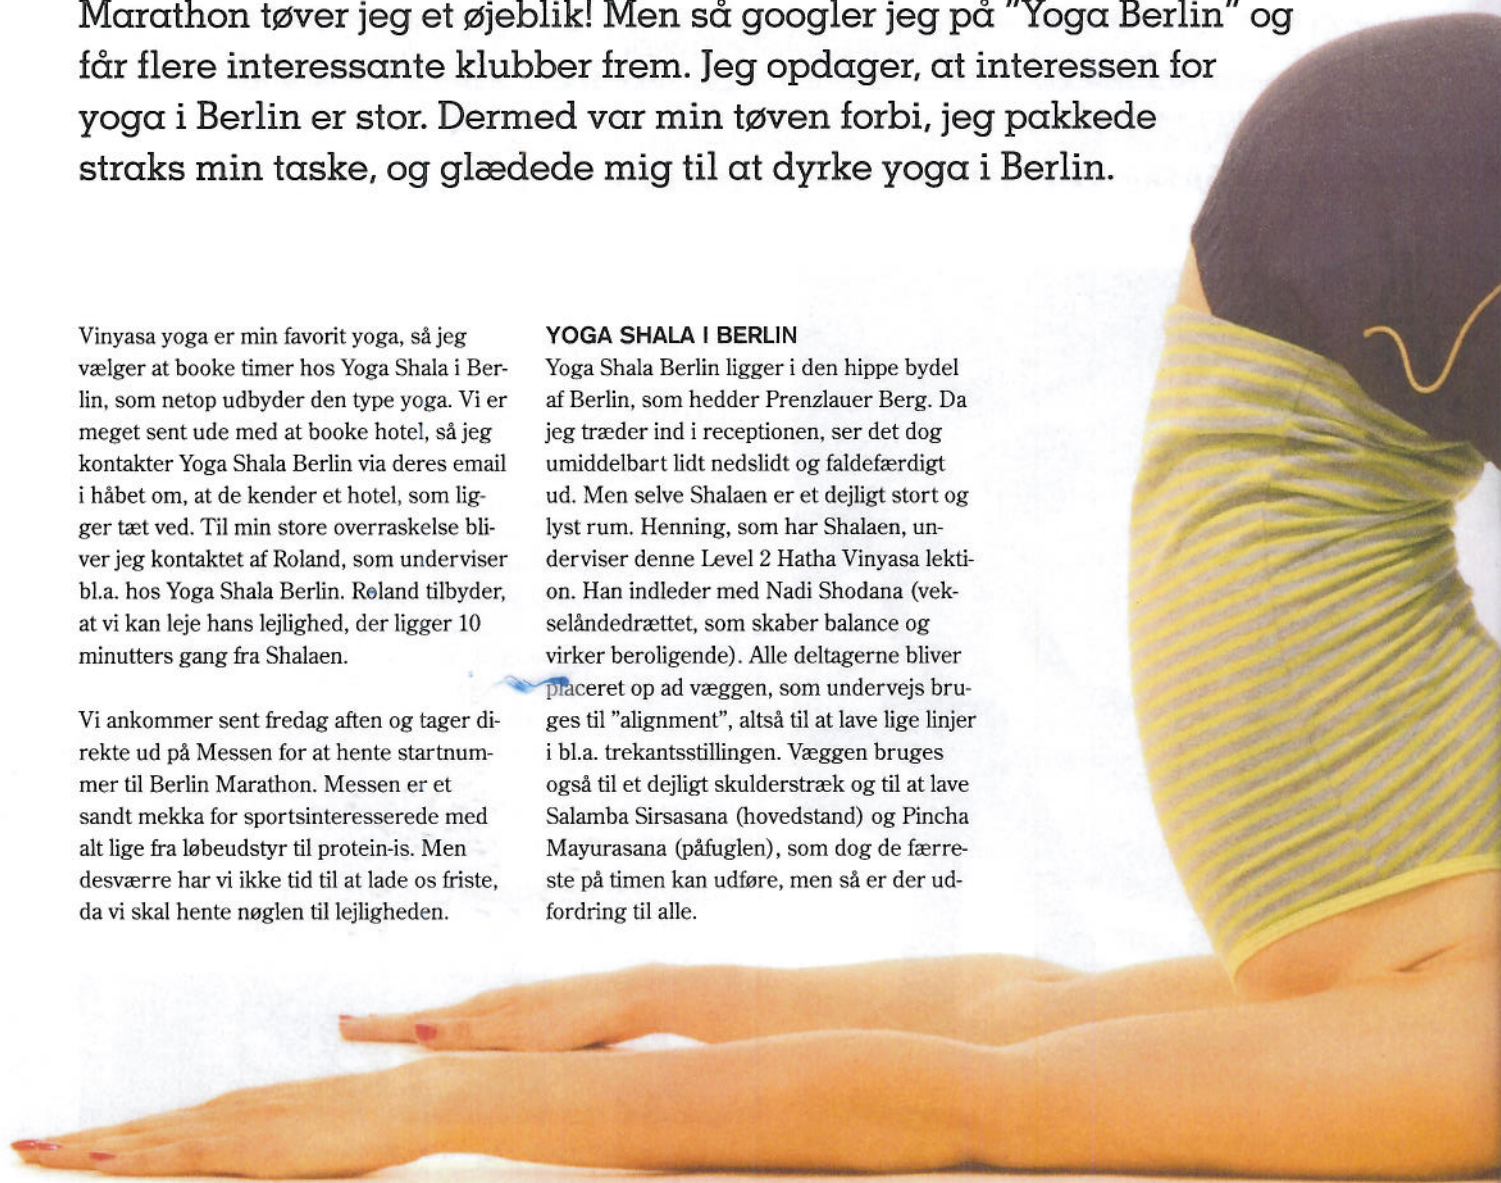 Marathon tøver jeg et øjeblik! Men så googler jeg på "Yoga Berlin" og
får flere interessante klubber frem. Jeg opdager, at interessen for
yoga i Berlin er stor. Dermed var min tøven forbi, jeg pakkede
straks min taske, og glædede mig til at dyrke yoga i Berlin.
Vinyasa yoga er min favorit yoga, så jeg
vælger at booke timer hos Yoga Shala i Ber-
lin, som netop udbyder den type yoga. Vi er
meget sent ude med at booke hotel, så jeg
kontakter Yoga Shala Berlin via deres email
i håbet om, at de kender et hotel, som lig-
ger tæt ved. Til min store overraskelse bli-
ver jeg kontaktet af Roland, som underviser
bl.a. hos Yoga Shala Berlin. Roland tilbyder,
at vi kan leje hans lejlighed, der ligger 10
minutters gang fra Shalaen.
Vi ankommer sent fredag aften og tager di-
rekte ud på Messen for at hente startnum-
mer til Berlin Marathon. Messen er et
sandt mekka for sportsinteresserede med
alt lige fra løbeudstyr til protein-is. Men
desværre har vi ikke tid til at lade os friste,
da vi skal hente nøglen til lejligheden.
YOGA SHALA I BERLIN
Yoga Shala Berlin ligger i den hippe bydel
af Berlin, som hedder Prenzlauer Berg. Da
jeg træder ind i receptionen, ser det dog
umiddelbart lidt nedslidt og faldefærdigt
ud. Men selve Shalaen er et dejligt stort og
lyst rum. Henning, som har Shalaen, un-
derviser denne Level 2 Hatha Vinyasa lekti-
on. Han indleder med Nadi Shodana (vek-
selåndedrættet, som skaber balance og
virker beroligende). Alle deltagerne bliver
placeret op ad væggen, som undervejs bru-
ges til "alignment", altså til at lave lige linjer
i bl.a. trekantsstillingen. Væggen bruges
også til et dejligt skulderstræk og til at lave
Salamba Sirsasana (hovedstand) og Pincha
Mayurasana (påfuglen), som dog de færre-
ste på timen kan udføre, men så er der ud-
fordring til alle.